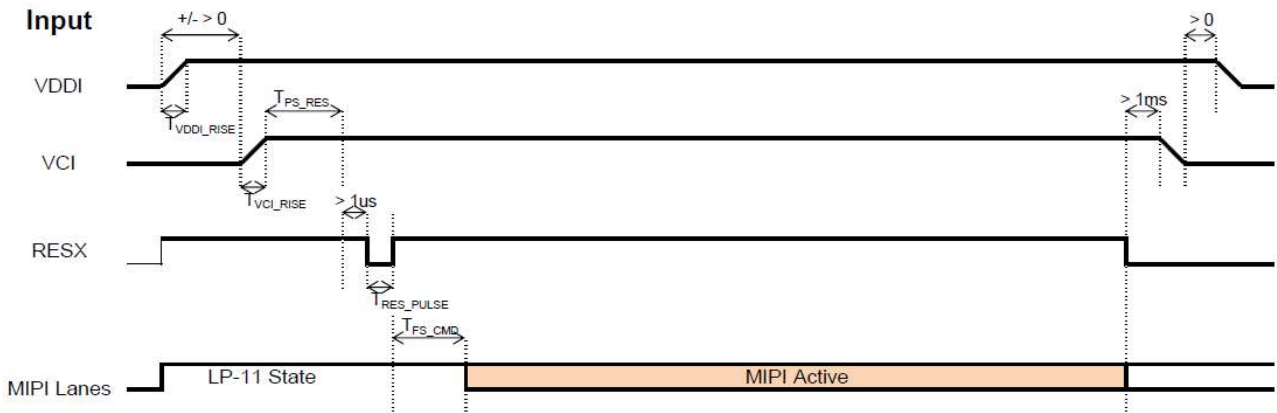 Input
+/- > 0
> 0
VDDI
TVDDI_RISE
TPS_RES
> 1ms
VCI
TVCI_RISE
> 1us
RESX
TRES_PULSE
TFS_CMD
MIPI Lanes
LP-11 State
MIPI Active